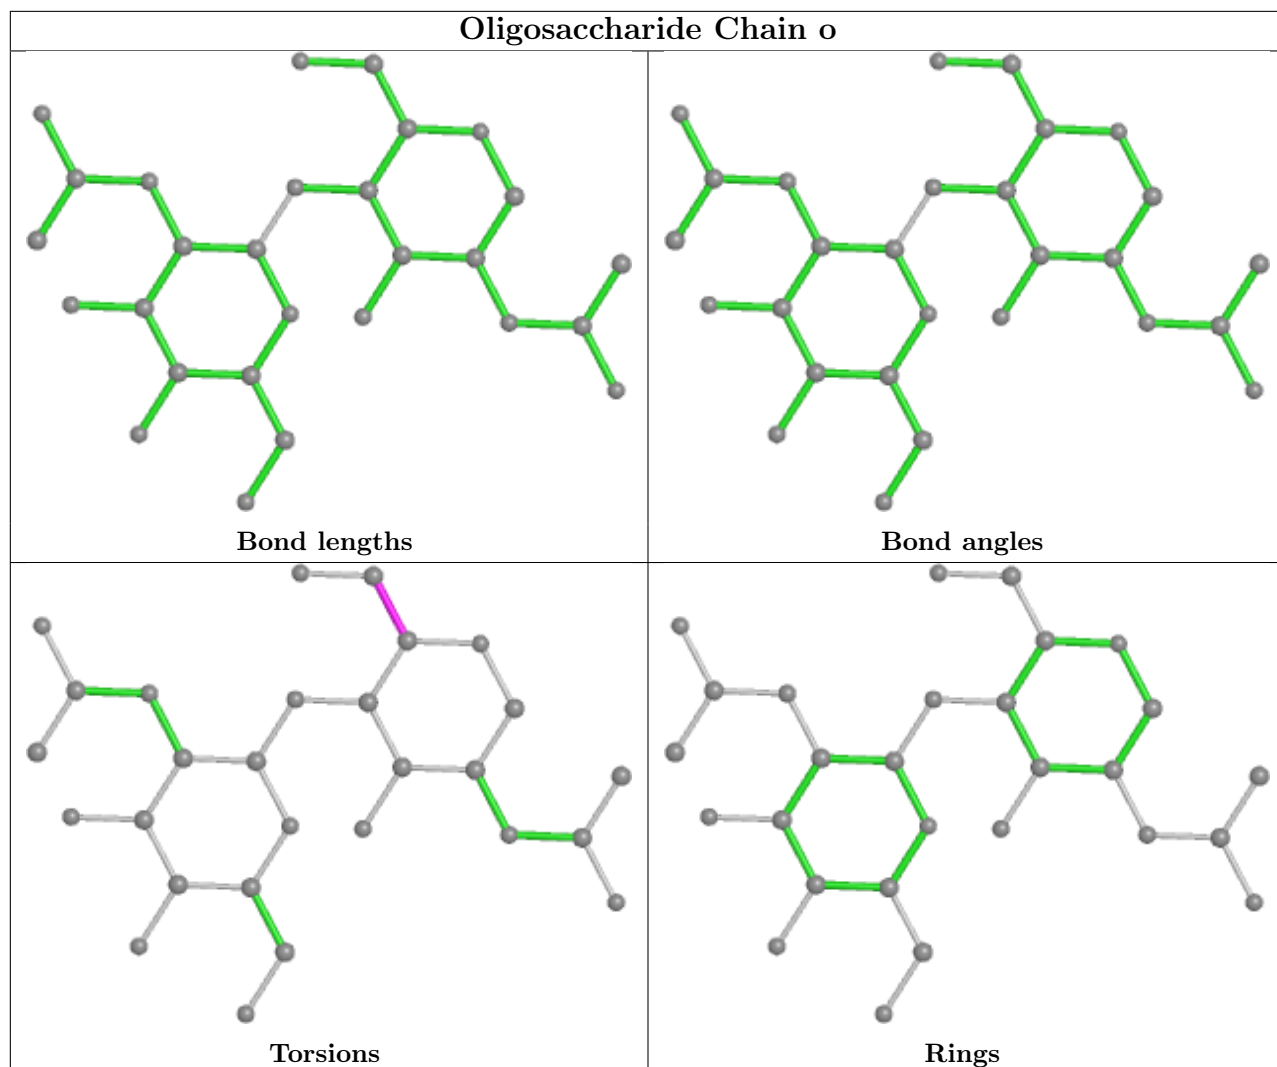 Oligosaccharide Chain o
Bond lengths
Bond angles
Torsions
Rings